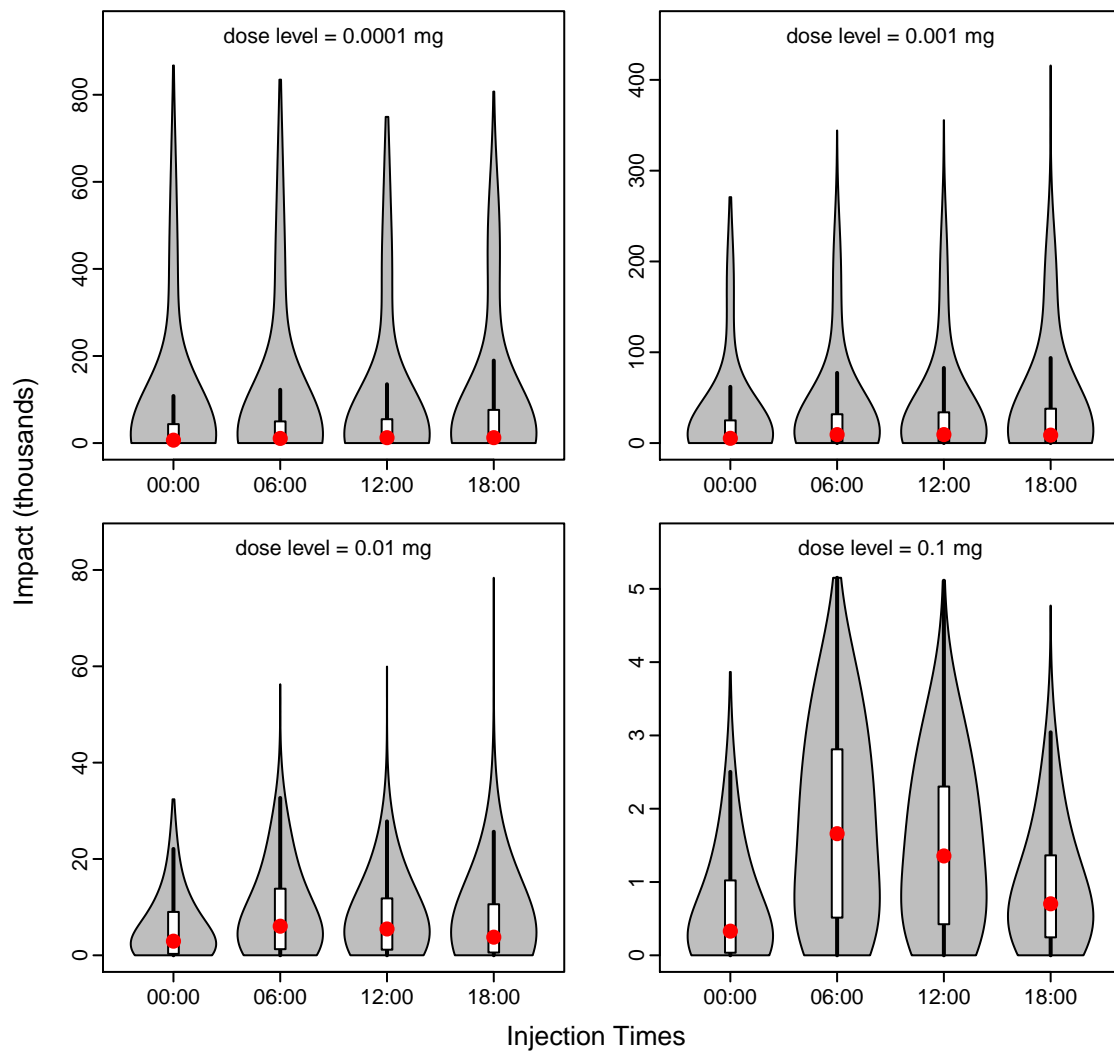 Impact (thousands)
dose level = 0.0001 mg
800
600
400
200
0
00:00 06:00 12:00 18:00
dose level = 0.001 mg
400
300
200
100
0
00:00 06:00 12:00 18:00
dose level = 0.01 mg
80
60
40
20
0
00:00 06:00 12:00 18:00
dose level = 0.1 mg
5
4
3
2
1
0
00:00 06:00 12:00 18:00
Injection Times